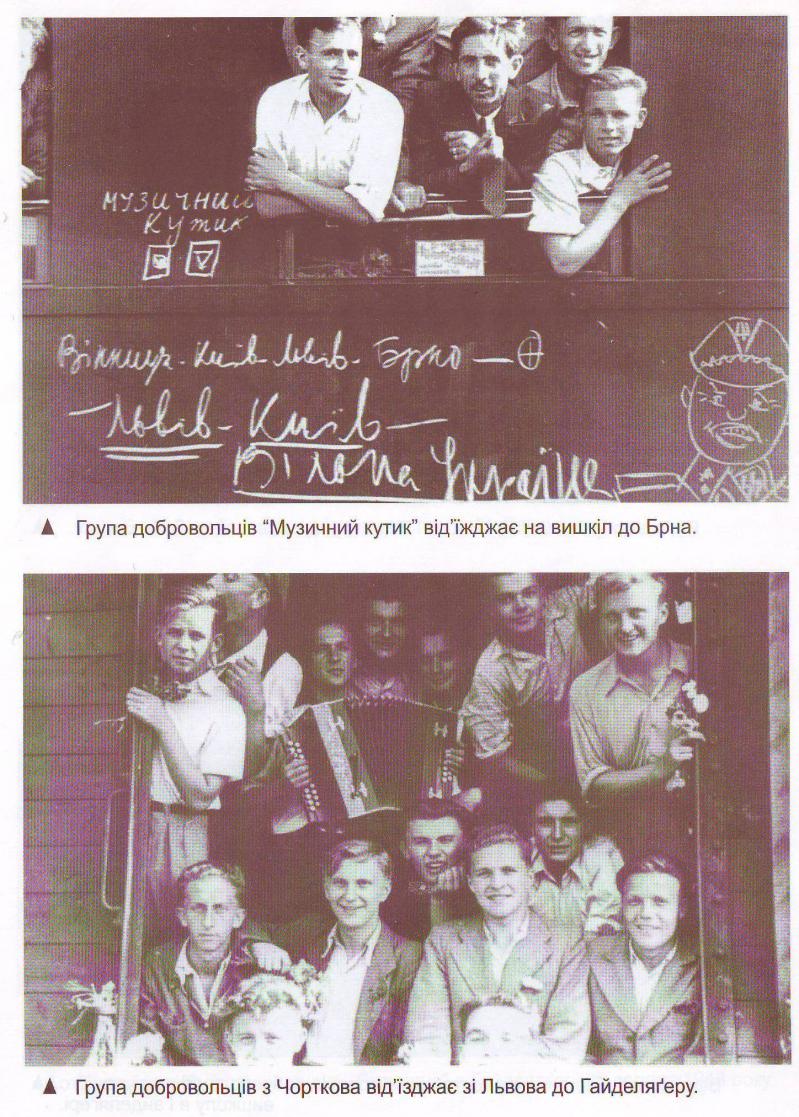 МУЗИЧНИЙ
КУТИК
Вінниця - Київ - Львів - Брно —
— Львів - Київ —
Вільна Україна
▲ Група добровольців “Музичний кутик” від’їжджає на вишкіл до Брна.
▲ Група добровольців з Чорткова від’їзджає зі Львова до Гайделяґеру.